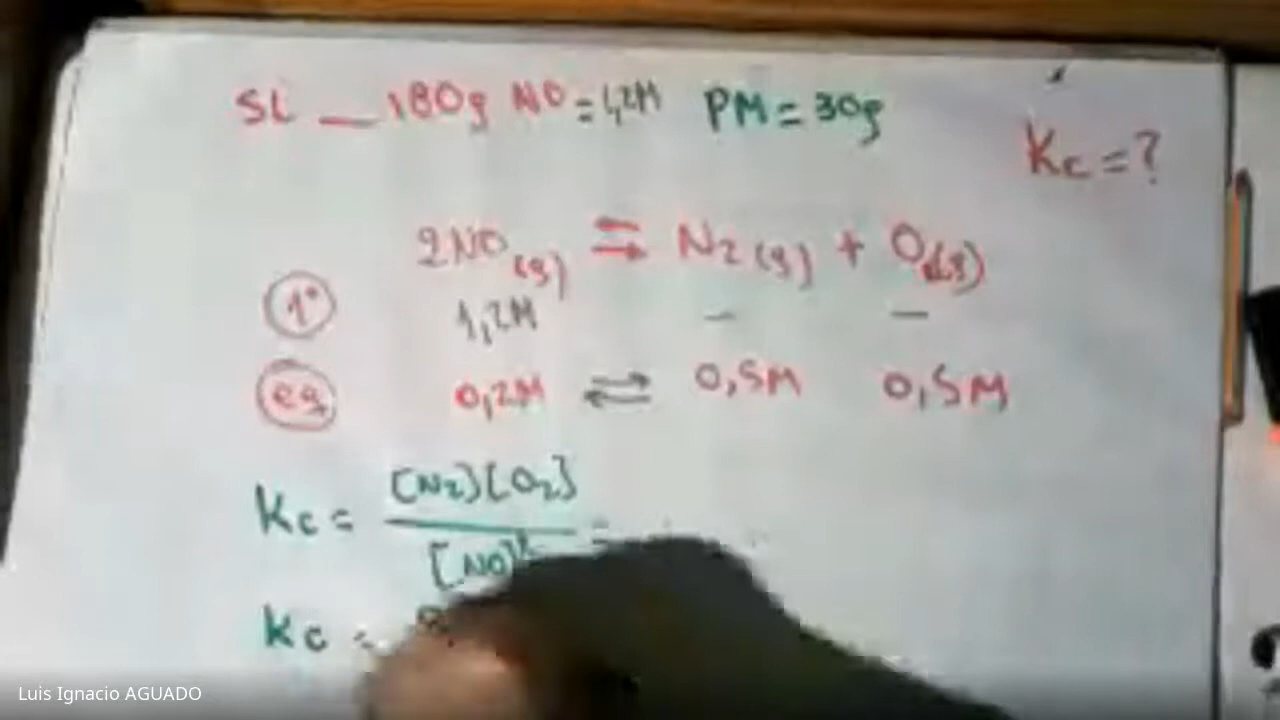 5L _ 180g NO = 1,2M PM = 30g
Kc = ?
2NO(g) ⇆ N2(g) + O2(g)
1° 1,2M - -
eq 0,2M ⇌ 0,5M 0,5M
Kc = [N2][O2] / [NO]² =
Kc =
Luis Ignacio AGUADO